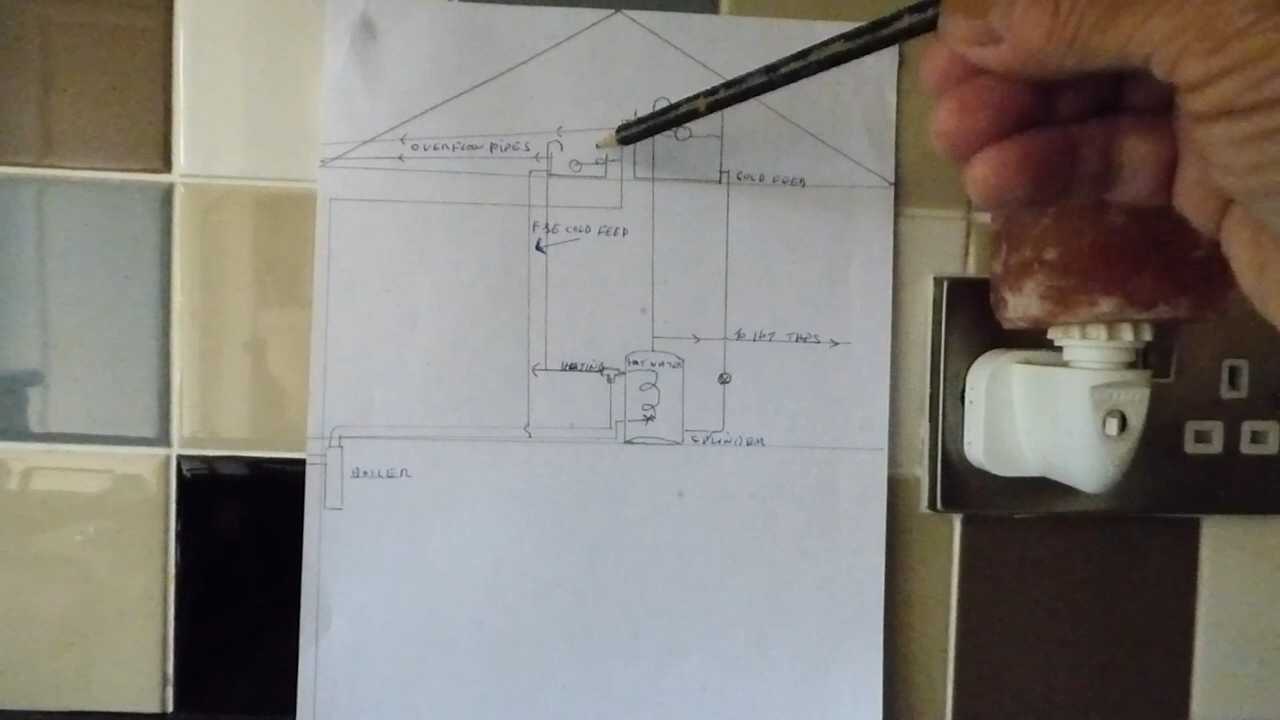 OVERFLOW PIPES
COLD FEED
F&E COLD FEED
TO HOT TAPS
HEATING
HOT WATER
CYLINDER
BOILER